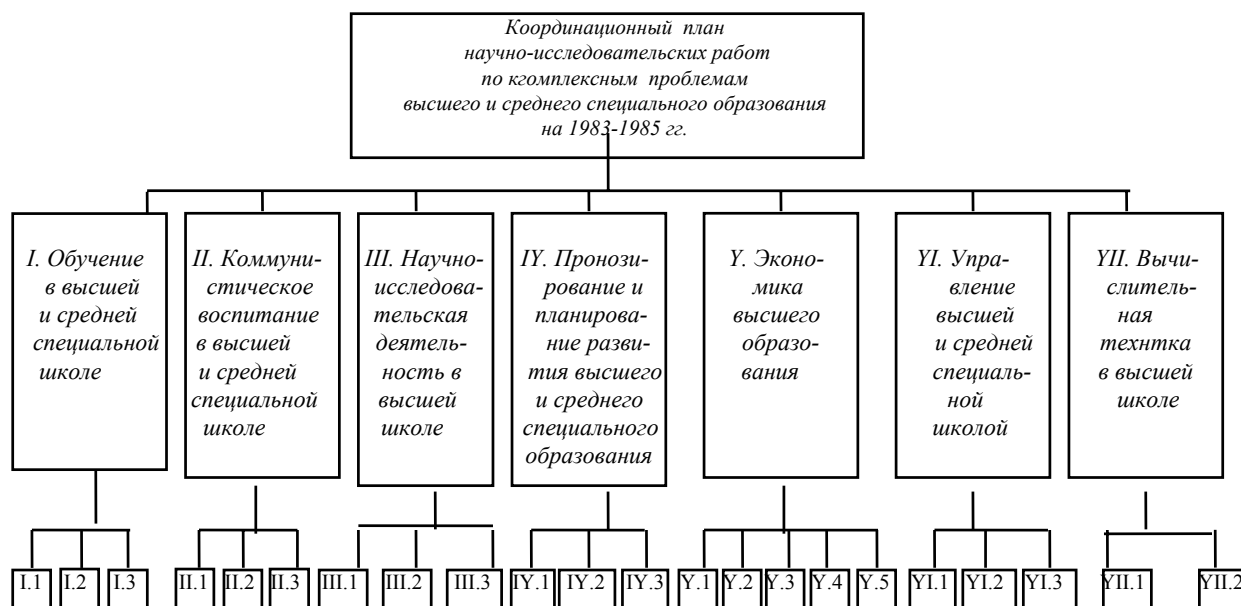 Координационный план
научно-исследовательских работ
по кгомплексным проблемам
высшего и среднего специального образования
на 1983-1985 гг.
I. Обучение
в высшей
и средней
специальной
школе
II. Коммуни-
стическое
воспитание
в высшей
и средней
специальной
школе
III. Научно-
исследова-
тельская
деятель-
ность в
высшей
школе
IY. Пронози-
рование и
планирова-
ние разви-
тия высшего
и среднего
специального
образования
Y. Эконо-
мика
высшего
образо-
вания
YI. Упра-
вление
высшей
и средней
специаль-
ной
школой
YII. Вычи-
слитель-
ная
технтка
в высшей
школе
I.1
I.2
I.3
II.1
II.2
II.3
III.1
III.2
III.3
IY.1
IY.2
IY.3
Y.1
Y.2
Y.3
Y.4
Y.5
YI.1
YI.2
YI.3
YII.1
YII.2